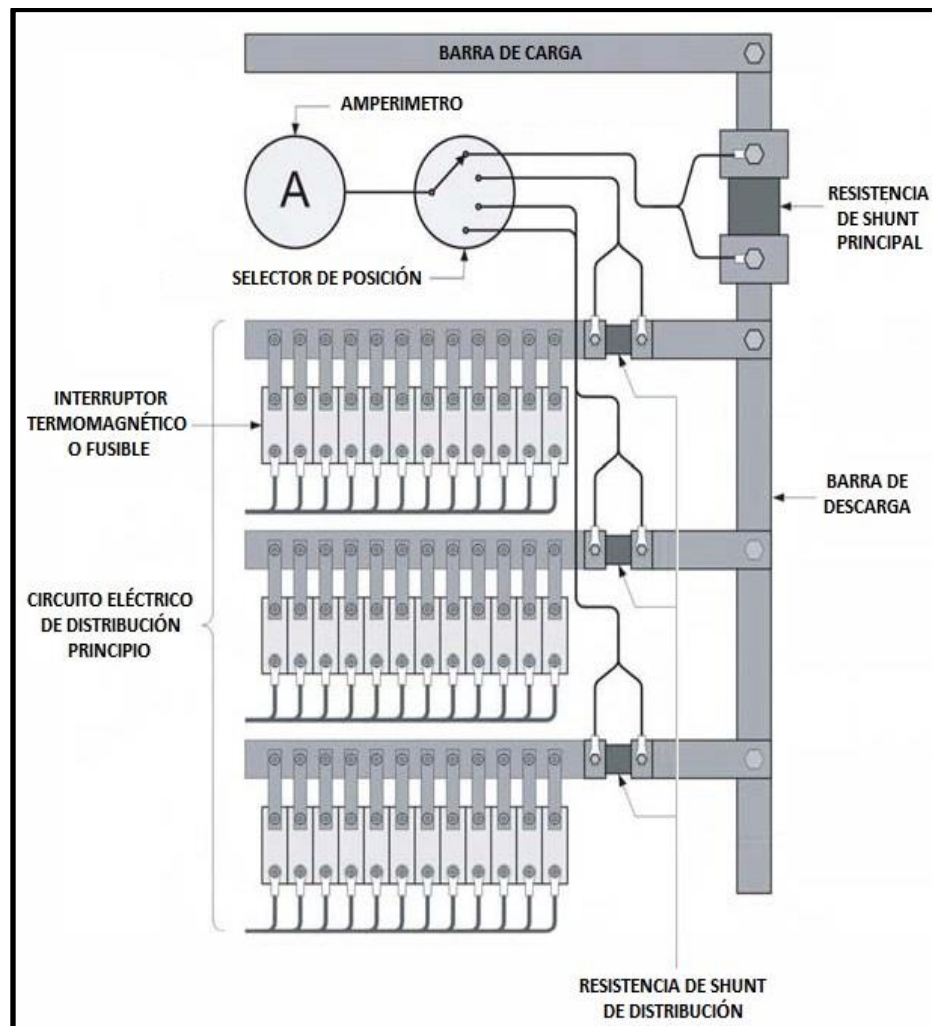 BARRA DE CARGA
AMPERIMETRO
A
RESISTENCIA
DE SHUNT
PRINCIPAL
SELECTOR DE POSICIÓN
INTERRUPTOR
TERMOMAGNÉTICO
O FUSIBLE
BARRA DE
DESCARGA
CIRCUITO ELÉCTRICO
DE DISTRIBUCIÓN
PRINCIPIO
RESISTENCIA DE SHUNT
DE DISTRIBUCIÓN